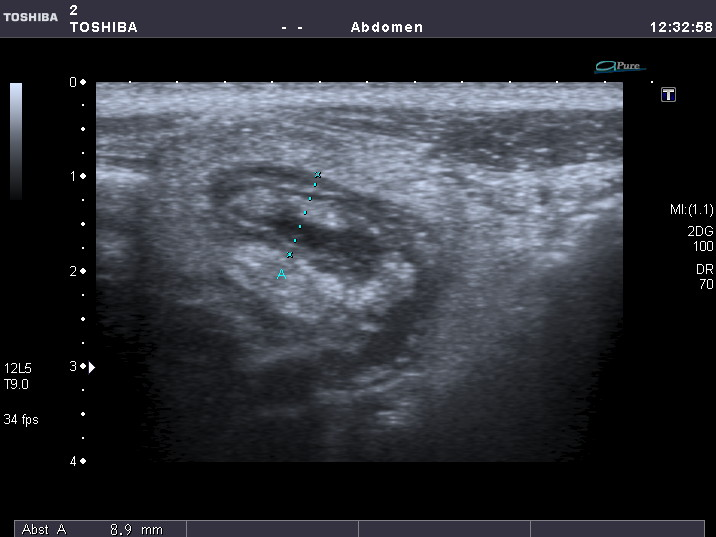 TOSHIBA
2
TOSHIBA - - Abdomen 12:32:58
Pure
0
T
1
MI:(1.1)
2DG
100
2
A
DR
70
3
12L5
T9.0
34 fps
4
Abst A 8.9 mm